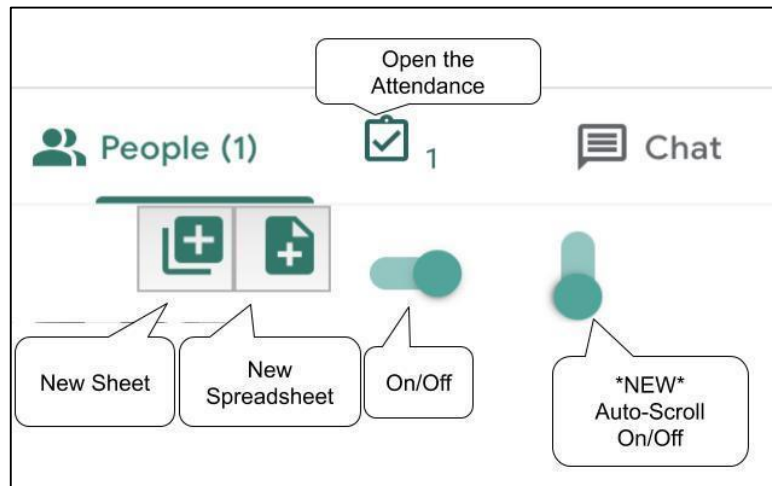 Open the
Attendance
People (1)
1
Chat
New Sheet
New
Spreadsheet
On/Off
*NEW*
Auto-Scroll
On/Off